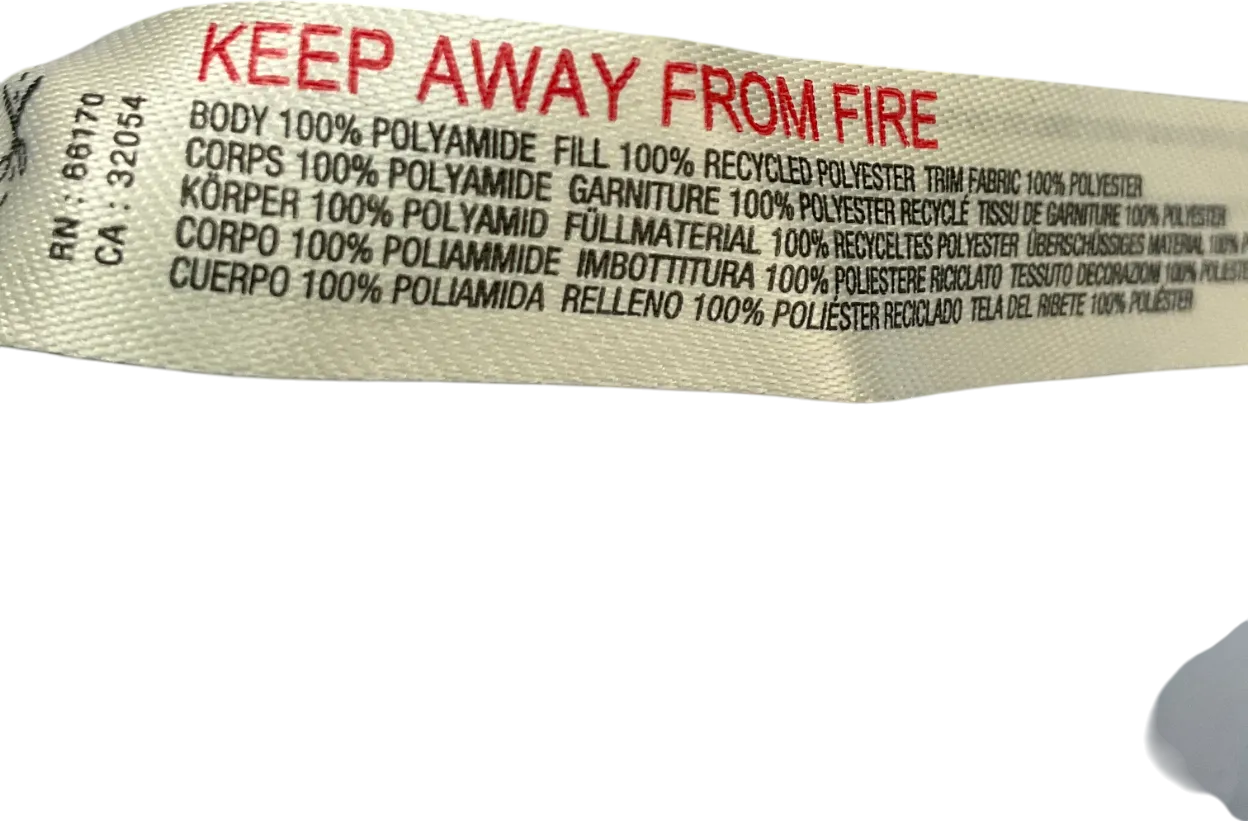 RN : 66170
CA : 32054
KEEP AWAY FROM FIRE
BODY 100% POLYAMIDE FILL 100% RECYCLED POLYESTER TRIM FABRIC 100% POLYESTER
CORPS 100% POLYAMIDE GARNITURE 100% POLYESTER RECYCLÉ TISSU DE GARNITURE 100% POLYESTER
KÖRPER 100% POLYAMID FÜLLMATERIAL 100% RECYCELTES POLYESTER ÜBERSCHÜSSIGES MATERIAL 100%
CORPO 100% POLIAMMIDE IMBOTTITURA 100% POLIESTERE RICICLATO TESSUTO DECORAZIONI 100%
CUERPO 100% POLIAMIDA RELLENO 100% POLIÉSTER RECICLADO TELA DEL RIBETE 100% POLIÉSTER